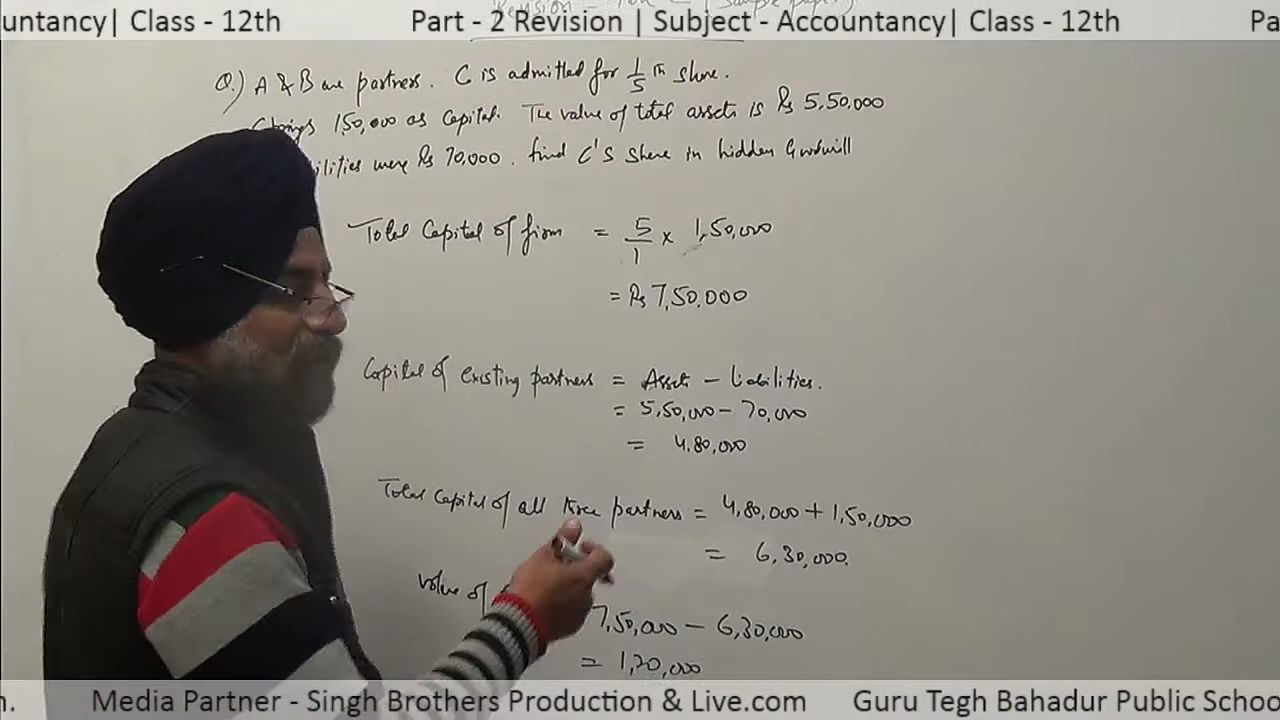 untancy| Class - 12th Part - 2 Revision | Subject - Accountancy| Class - 12th Pa
Q.) A & B are partners. C is admitted for 1/5 th share.
C brings 1,50,000 as Capital. The value of total assets is Rs 5,50,000
ilities were Rs 70,000. find C's share in hidden Goodwill
Total Capital of firm = 5/1 x 1,50,000
= Rs 7,50,000
Capital of existing partners = Assets - liabilities.
= 5,50,000 - 70,000
= 4,80,000
Total Capital of all three partners = 4,80,000 + 1,50,000
= 6,30,000.
Value of
7,50,000 - 6,30,000
= 1,20,000
n. Media Partner - Singh Brothers Production & Live.com Guru Tegh Bahadur Public Schoo